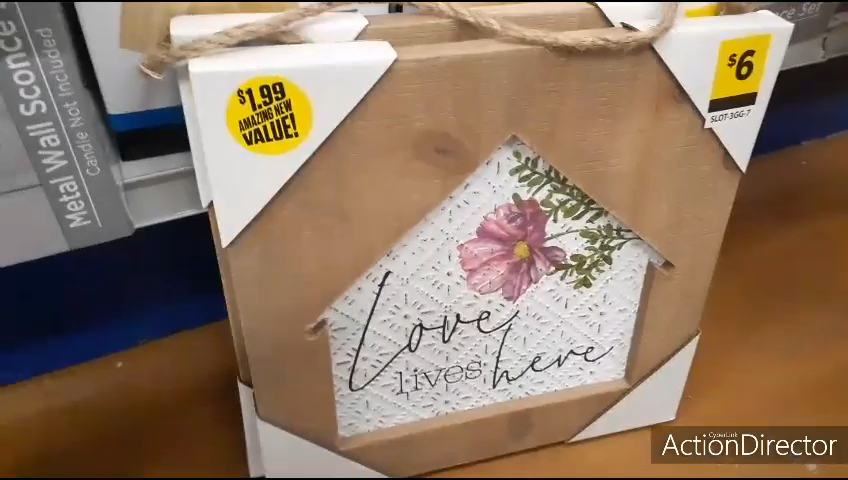 Metal Wall Sconce
Candle Not Included
$1.99
AMAZING NEW
VALUE!
$6
SLOT-3GG-7
Love
lives here
CyberLink
ActionDirector